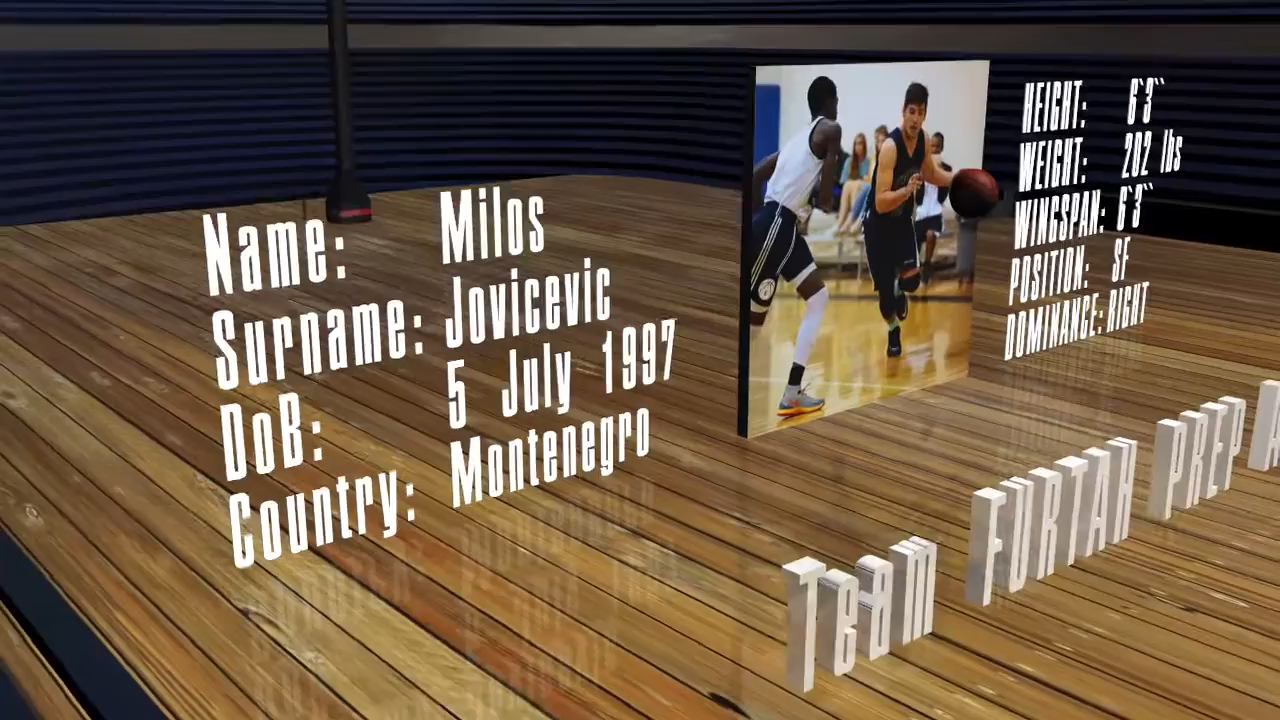 Name: Milos
Surname: Jovicevic
DoB: 5 July 1997
Country: Montenegro
HEIGHT: 6`3``
WEIGHT: 202 lbs
WINGSPAN: 6`3``
POSITION: SF
DOMINANCE: RIGHT
TeaM FURTAH PREP